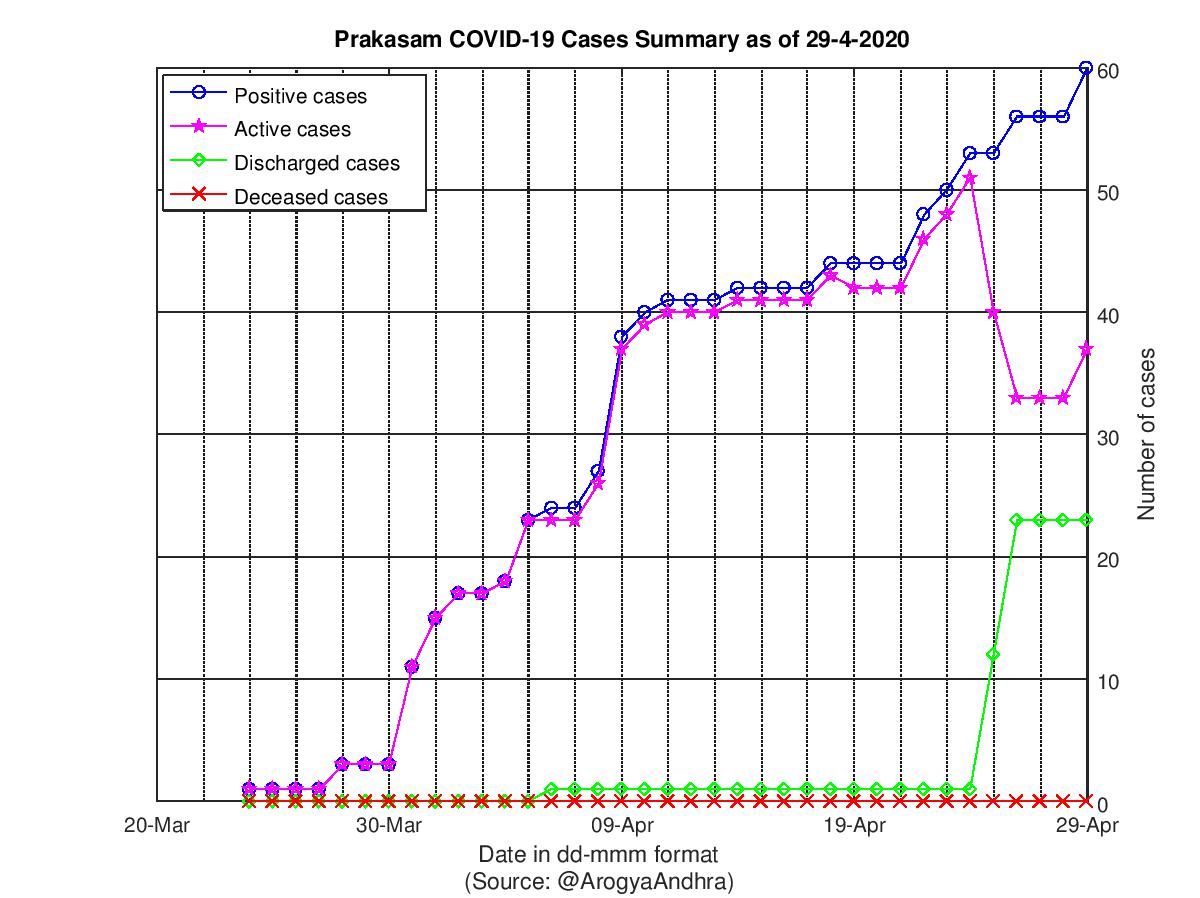 Prakasam COVID-19 Cases Summary as of 29-4-2020
Positive cases
Active cases
Discharged cases
Deceased cases
60
50
40
30
20
10
0
Number of cases
20-Mar 30-Mar 09-Apr 19-Apr 29-Apr
Date in dd-mmm format
(Source: @ArogyaAndhra)